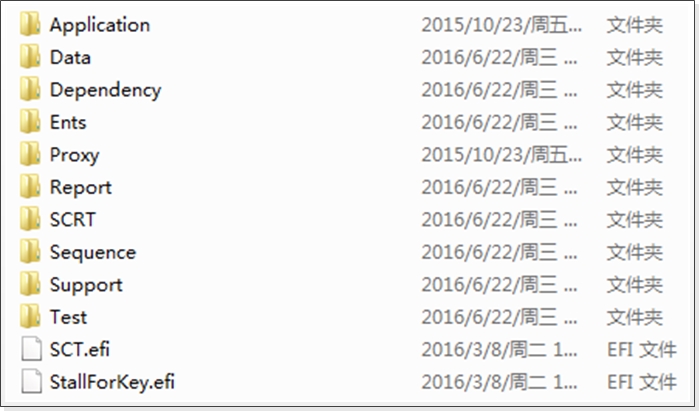 Application 2015/10/23/周五... 文件夹
Data 2016/6/22/周三 ... 文件夹
Dependency 2016/6/22/周三 ... 文件夹
Ents 2016/6/22/周三 ... 文件夹
Proxy 2015/10/23/周五... 文件夹
Report 2016/6/22/周三 ... 文件夹
SCRT 2016/6/22/周三 ... 文件夹
Sequence 2016/6/22/周三 ... 文件夹
Support 2016/6/22/周三 ... 文件夹
Test 2016/6/22/周三 ... 文件夹
SCT.efi 2016/3/8/周二 1... EFI 文件
StallForKey.efi 2016/3/8/周二 1... EFI 文件